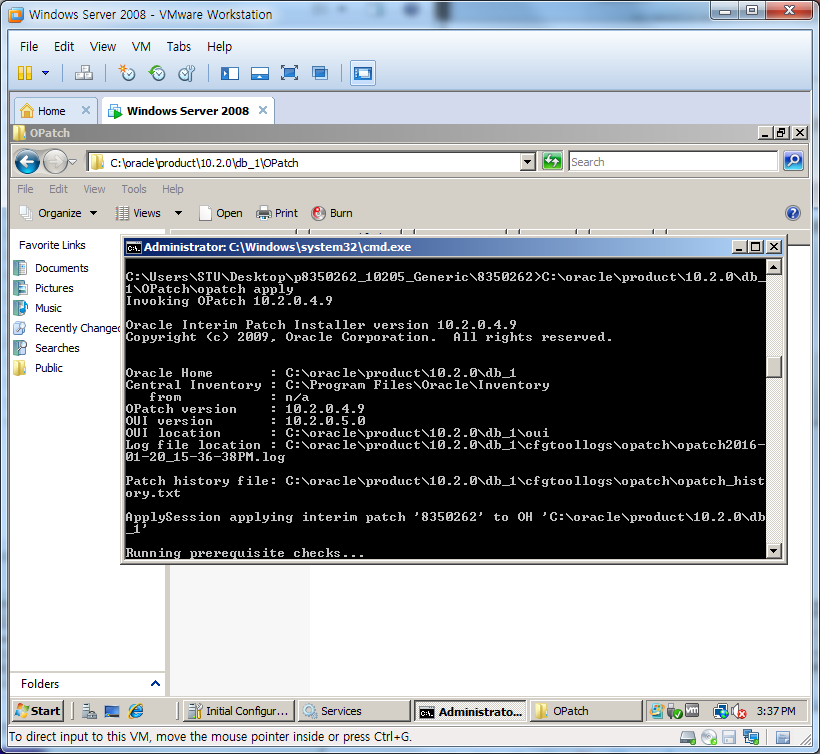 Windows Server 2008 - VMware Workstation
File Edit View VM Tabs Help
Home Windows Server 2008
OPatch
C:\oracle\product\10.2.0\db_1\OPatch Search
File Edit View Tools Help
Organize Views Open Print Burn
Favorite Links
Documents
Pictures
Music
Recently Changed
Searches
Public
Administrator: C:\Windows\system32\cmd.exe
C:\Users\STU\Desktop\p8350262_10205_Generic\8350262>C:\oracle\product\10.2.0\db_
1\OPatch\opatch apply
Invoking OPatch 10.2.0.4.9
Oracle Interim Patch Installer version 10.2.0.4.9
Copyright (c) 2009, Oracle Corporation.  All rights reserved.
Oracle Home       : C:\oracle\product\10.2.0\db_1
Central Inventory : C:\Program Files\Oracle\Inventory
   from           : n/a
OPatch version    : 10.2.0.4.9
OUI version       : 10.2.0.5.0
OUI location      : C:\oracle\product\10.2.0\db_1\oui
Log file location : C:\oracle\product\10.2.0\db_1\cfgtoollogs\opatch\opatch2016-
01-20_15-36-38PM.log
Patch history file: C:\oracle\product\10.2.0\db_1\cfgtoollogs\opatch\opatch_hist
ory.txt
ApplySession applying interim patch '8350262' to OH 'C:\oracle\product\10.2.0\db
_1'
Running prerequisite checks...
Folders
Start Initial Configur... Services Administrato... OPatch 3:37 PM
To direct input to this VM, move the mouse pointer inside or press Ctrl+G.